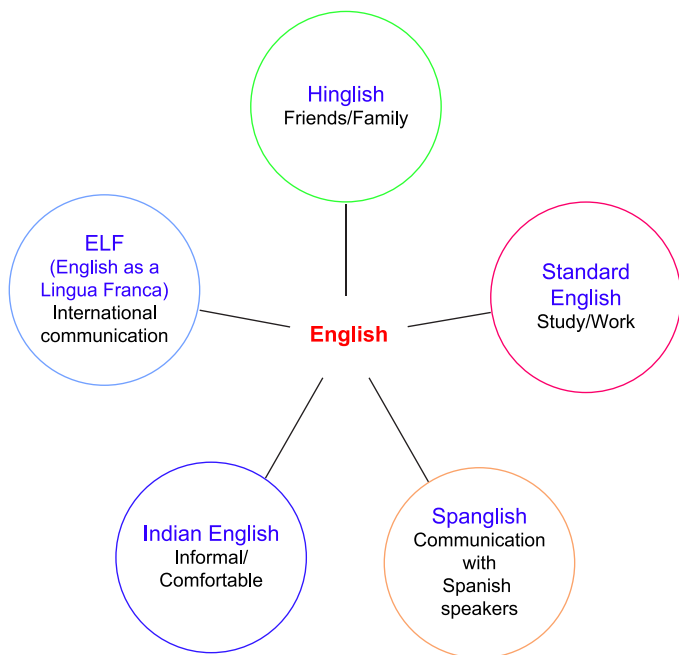 Hinglish
Friends/Family
ELF
(English as a
Lingua Franca)
International
communication
Standard
English
Study/Work
English
Indian English
Informal/
Comfortable
Spanglish
Communication
with
Spanish
speakers